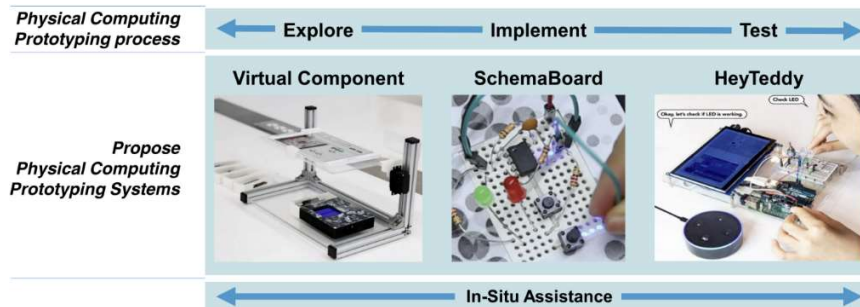 Physical Computing
Prototyping process
Explore
Implement
Test
Propose
Physical Computing
Prototyping Systems
Virtual Component
SchemaBoard
HeyTeddy
Check LED
Okay, let's check if LED is working.
In-Situ Assistance